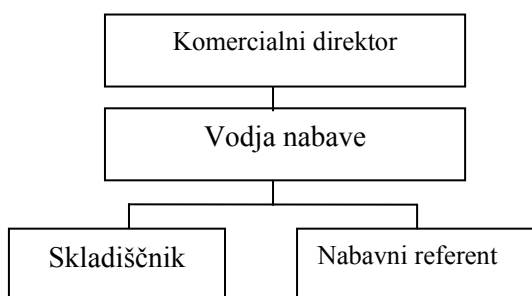 Komercialni direktor
Vodja nabave
Skladiščnik
Nabavni referent